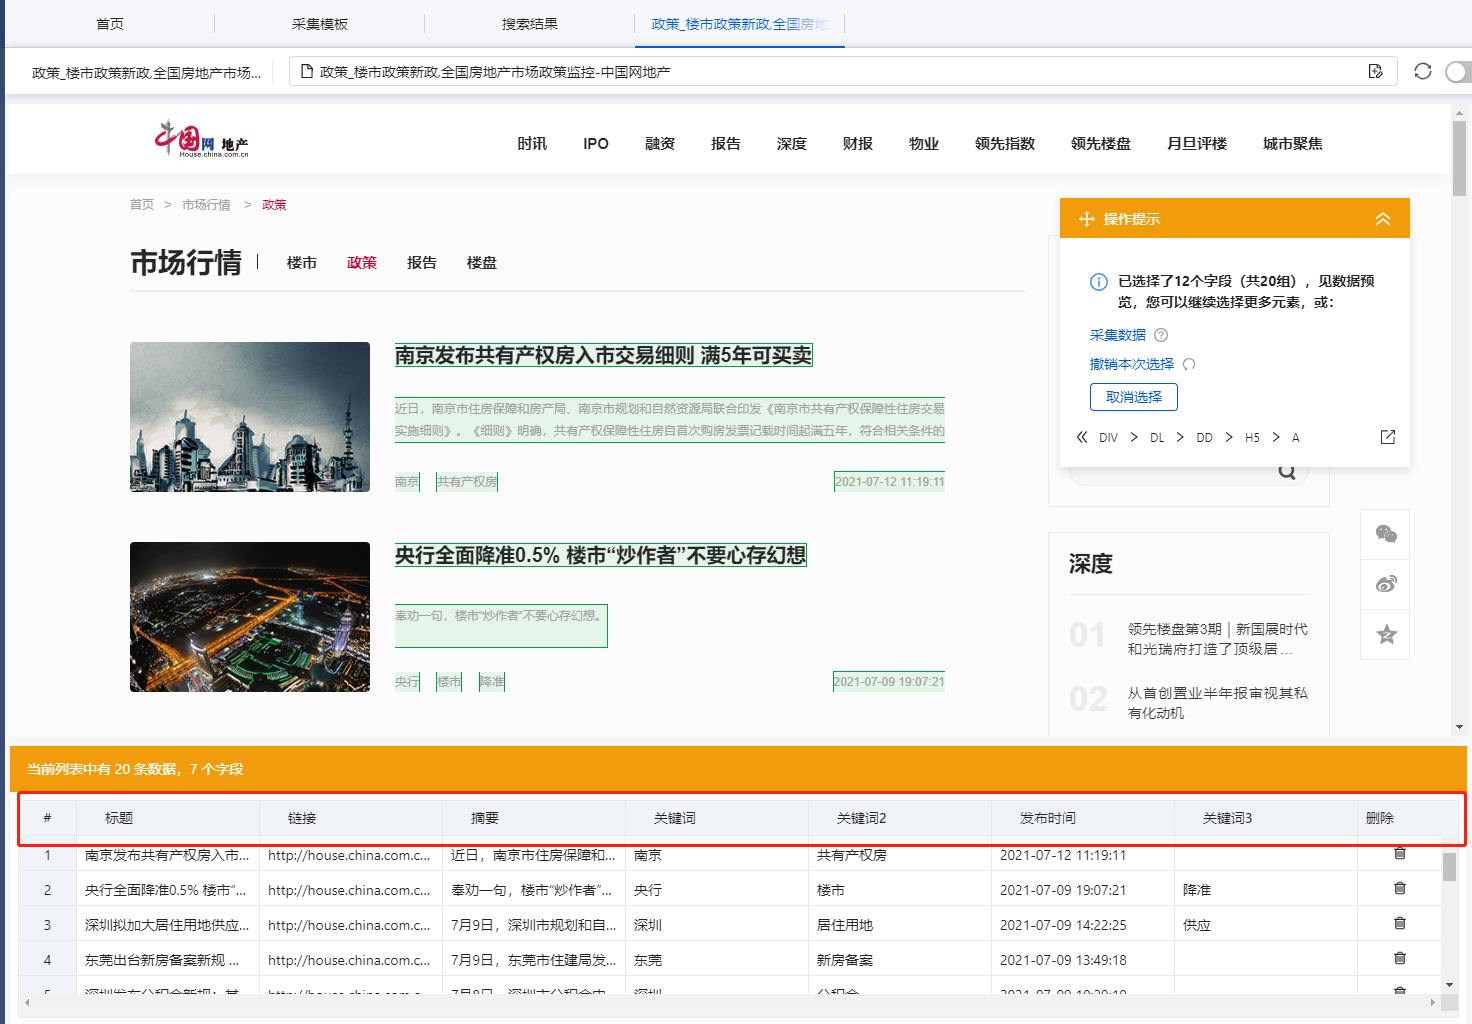 首页
采集模板
搜索结果
政策_楼市政策新政,全国房地
政策_楼市政策新政,全国房地产市场...
政策_楼市政策新政,全国房地产市场政策监控-中国网地产
中国网 地产
House.china.com.cn
时讯 IPO 融资 报告 深度 财报 物业 领先指数 领先楼盘 月旦评楼 城市聚焦
首页 > 市场行情 > 政策
市场行情 | 楼市 政策 报告 楼盘
操作提示
已选择了12个字段（共20组），见数据预
览，您可以继续选择更多元素，或：
采集数据
撤销本次选择
取消选择
DIV > DL > DD > H5 > A
南京发布共有产权房入市交易细则 满5年可买卖
近日，南京市住房保障和房产局、南京市规划和自然资源局联合印发《南京市共有产权保障性住房交易
实施细则》。《细则》明确，共有产权保障性住房自首次购房发票记载时间起满五年，符合相关条件的
南京 共有产权房 2021-07-12 11:19:11
央行全面降准0.5% 楼市“炒作者”不要心存幻想
奉劝一句，楼市“炒作者”不要心存幻想。
央行 楼市 降准 2021-07-09 19:07:21
深度
01 领先楼盘第3期 | 新国展时代
和光瑞府打造了顶级居...
02 从首创置业半年报审视其私
有化动机
当前列表中有 20 条数据，7 个字段
# 标题 链接 摘要 关键词 关键词2 发布时间 关键词3 删除
1 南京发布共有产权房入市... http://house.china.com.c... 近日，南京市住房保障和... 南京 共有产权房 2021-07-12 11:19:11
2 央行全面降准0.5% 楼市“... http://house.china.com.c... 奉劝一句，楼市“炒作者”... 央行 楼市 2021-07-09 19:07:21 降准
3 深圳拟加大居住用地供应... http://house.china.com.c... 7月9日，深圳市规划和自... 深圳 居住用地 2021-07-09 14:22:25 供应
4 东莞出台新房备案新规 ... http://house.china.com.c... 7月9日，东莞市住建局发... 东莞 新房备案 2021-07-09 13:49:18